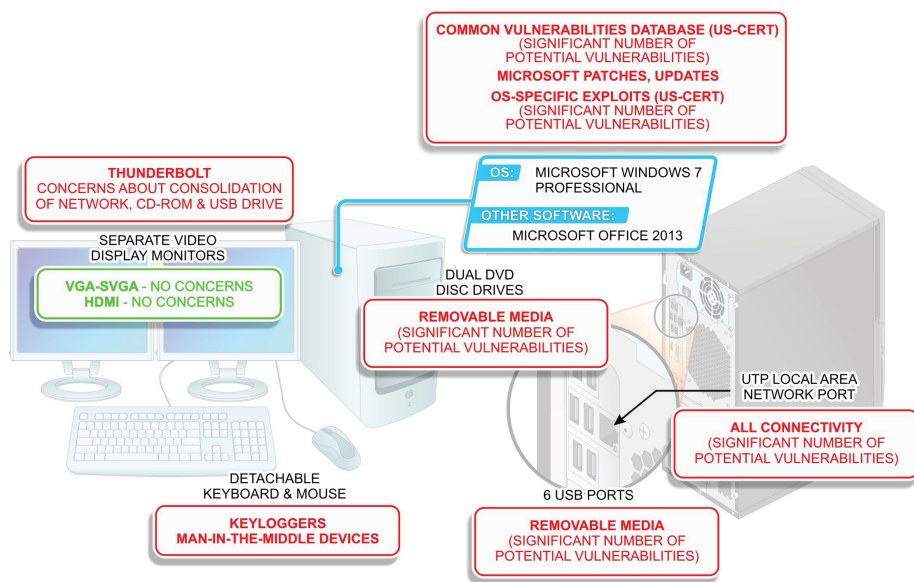 COMMON VULNERABILITIES DATABASE (US-CERT)
(SIGNIFICANT NUMBER OF
POTENTIAL VULNERABILITIES)
MICROSOFT PATCHES, UPDATES
OS-SPECIFIC EXPLOITS (US-CERT)
(SIGNIFICANT NUMBER OF
POTENTIAL VULNERABILITIES)
THUNDERBOLT
CONCERNS ABOUT CONSOLIDATION
OF NETWORK, CD-ROM & USB DRIVE
OS: MICROSOFT WINDOWS 7
PROFESSIONAL
OTHER SOFTWARE:
MICROSOFT OFFICE 2013
SEPARATE VIDEO
DISPLAY MONITORS
VGA-SVGA - NO CONCERNS
HDMI - NO CONCERNS
DUAL DVD
DISC DRIVES
REMOVABLE MEDIA
(SIGNIFICANT NUMBER OF
POTENTIAL VULNERABILITIES)
UTP LOCAL AREA
NETWORK PORT
ALL CONNECTIVITY
(SIGNIFICANT NUMBER OF
POTENTIAL VULNERABILITIES)
DETACHABLE
KEYBOARD & MOUSE
KEYLOGGERS
MAN-IN-THE-MIDDLE DEVICES
6 USB PORTS
REMOVABLE MEDIA
(SIGNIFICANT NUMBER OF
POTENTIAL VULNERABILITIES)